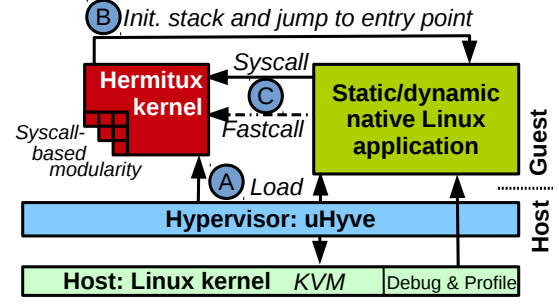 B Init. stack and jump to entry point
Hermitux
kernel
Syscall
C
Fastcall
Static/dynamic
native Linux
application
Syscall-
based
modularity
A Load
Guest
Host
Hypervisor: uHyve
Host: Linux kernel KVM
Debug & Profile